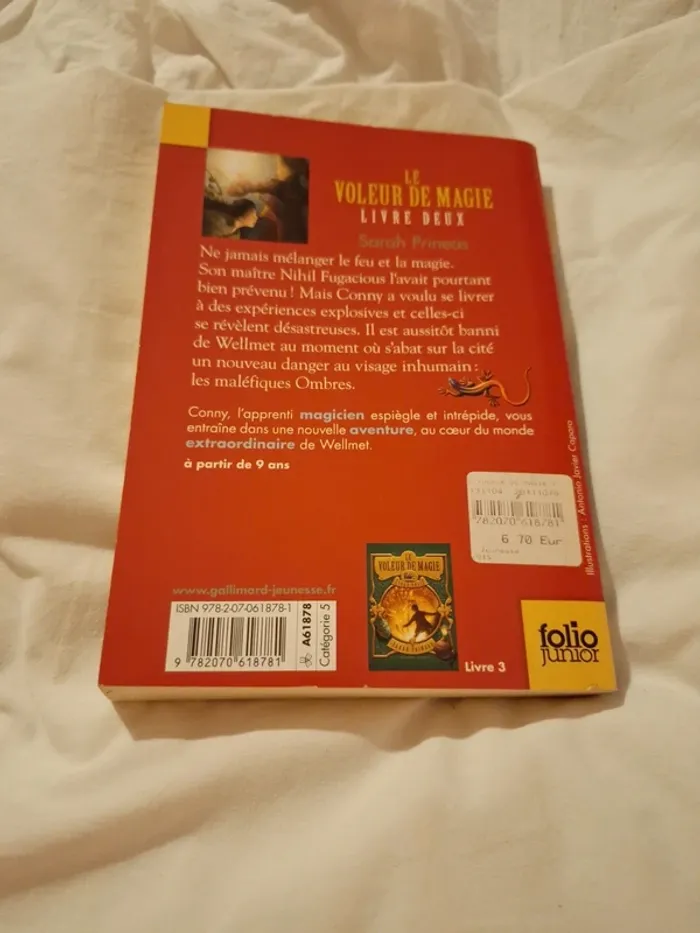 LE
VOLEUR DE MAGIE
LIVRE DEUX
Sarah Prineas
Ne jamais mélanger le feu et la magie.
Son maître Nihil Fugacious l'avait pourtant
bien prévenu ! Mais Conny a voulu se livrer
à des expériences explosives et celles-ci
se révèlent désastreuses. Il est aussitôt banni
de Wellmet au moment où s'abat sur la cité
un nouveau danger au visage inhumain :
les maléfiques Ombres.
Conny, l'apprenti magicien espiègle et intrépide, vous
entraîne dans une nouvelle aventure, au cœur du monde
extraordinaire de Wellmet.
à partir de 9 ans
782070618781
6 70 Eur
Jeunesse
Illustrations : Antonio Javier Caparo
www.gallimard-jeunesse.fr
ISBN 978-2-07-061878-1
9 782070 618781
A61878
Catégorie 5
LE
VOLEUR DE MAGIE
SARAH PRINEAS
Livre 3
folio
junior